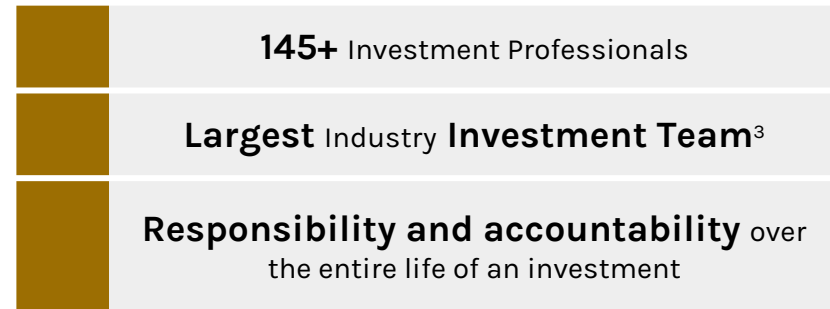 145+ Investment Professionals
Largest Industry Investment Team³
Responsibility and accountability over
the entire life of an investment